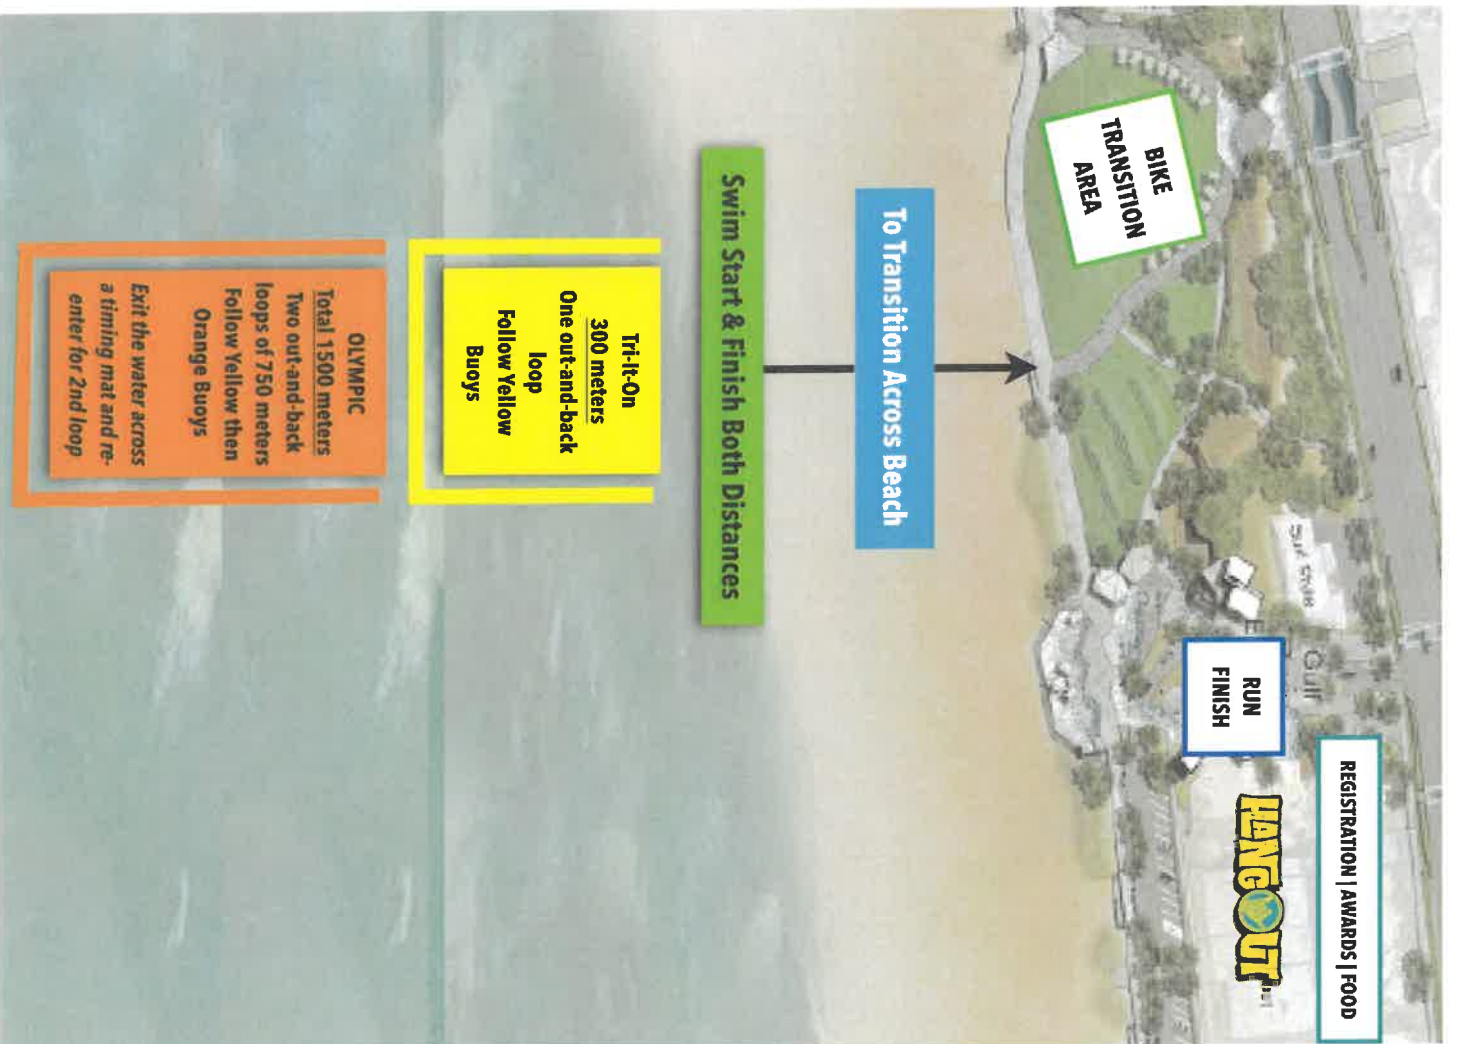 REGISTRATION | AWARDS | FOOD
HANGOUT
RUN
FINISH
Gulf
BIKE
TRANSITION
AREA
To Transition Across Beach
Swim Start & Finish Both Distances
Tri-It-On
300 meters
One out-and-back
loop
Follow Yellow
Buoys
OLYMPIC
Total 1500 meters
Two out-and-back
loops of 750 meters
Follow Yellow then
Orange Buoys
Exit the water across
a timing mat and re-
enter for 2nd loop